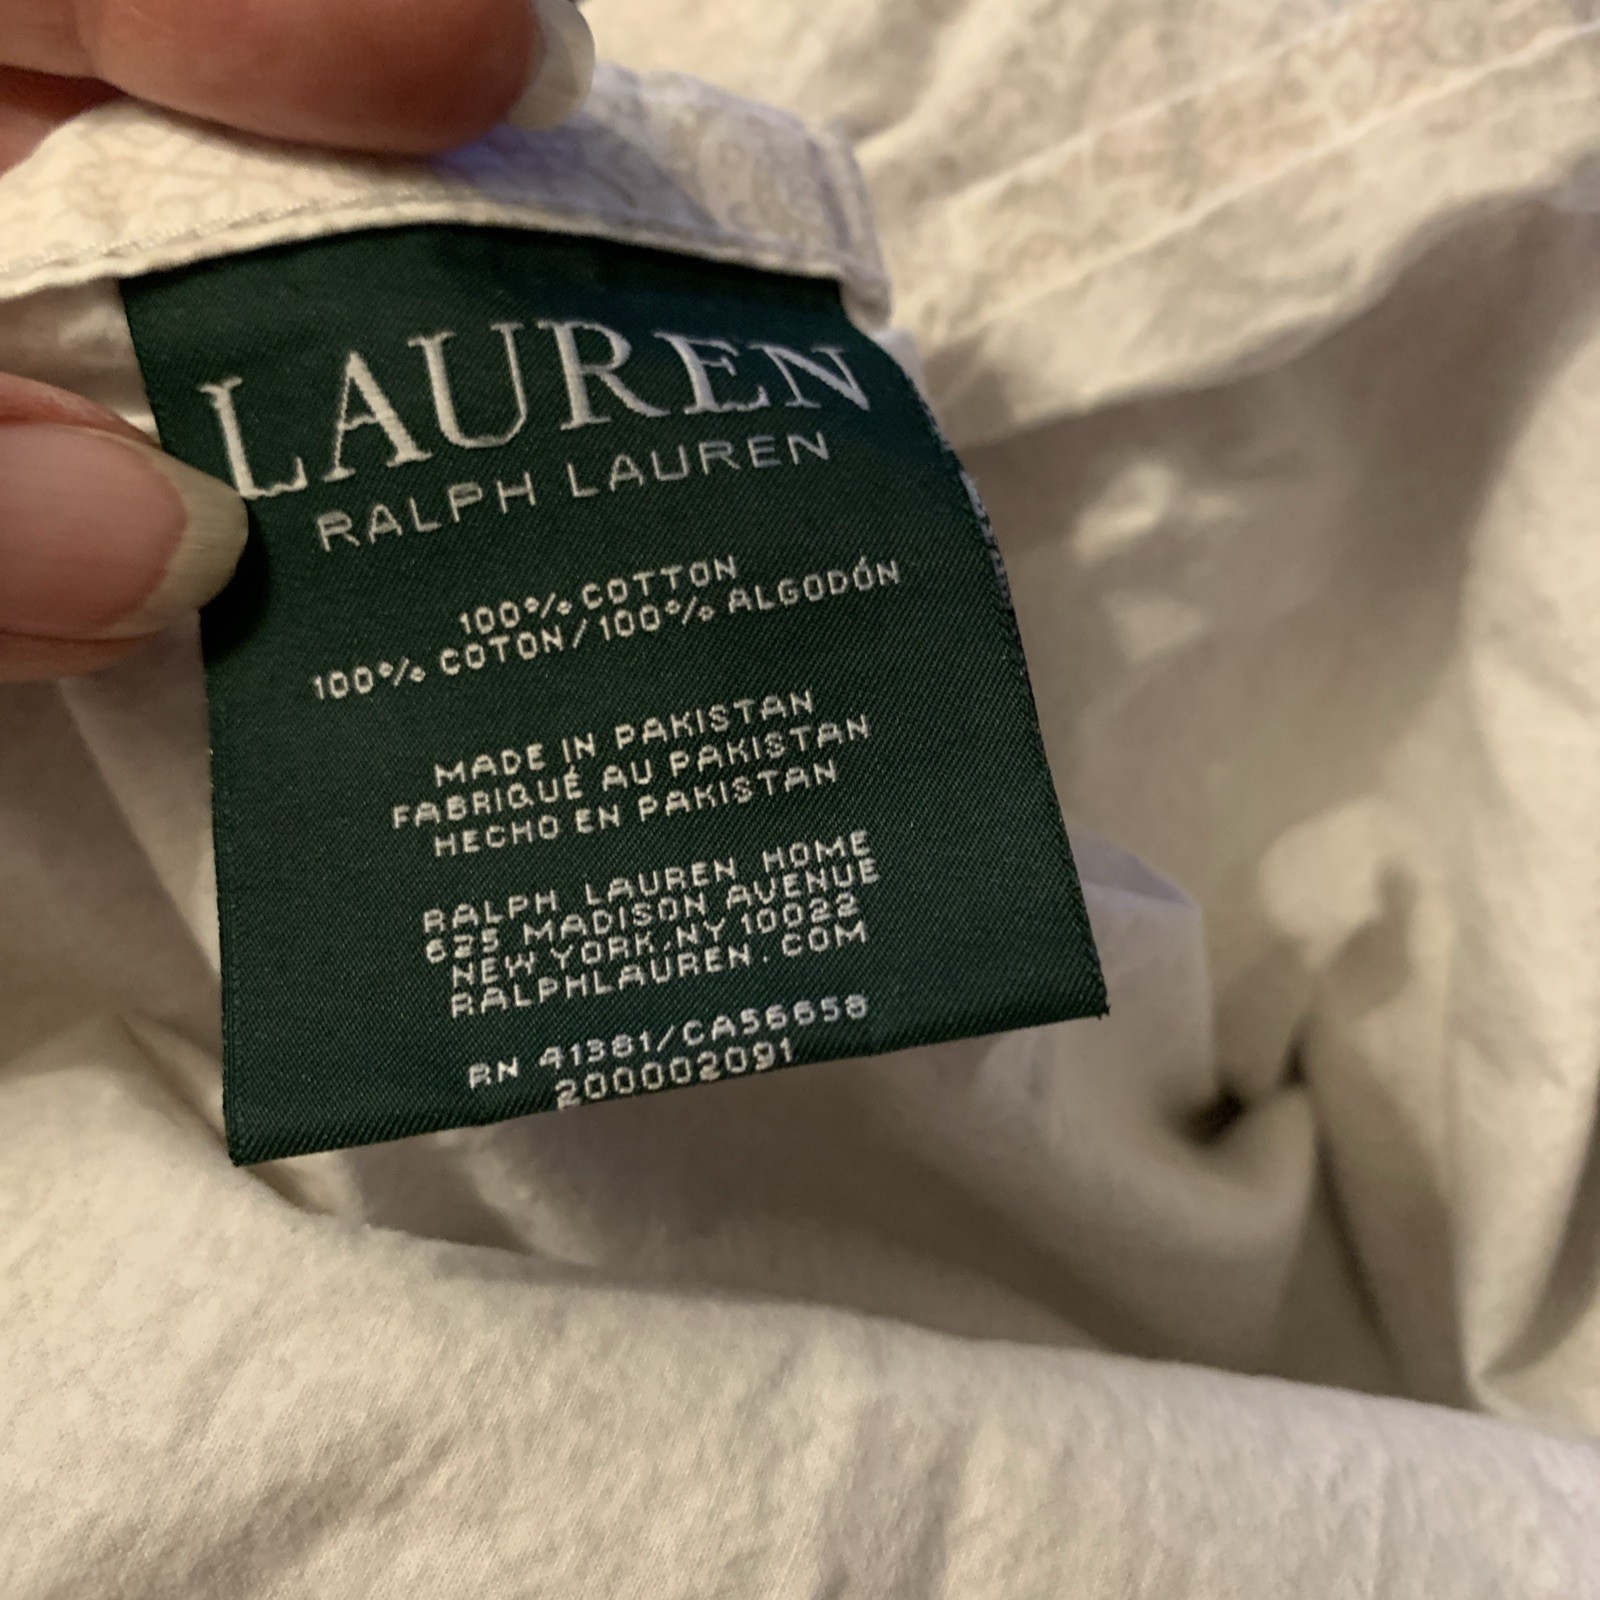 LAUREN
RALPH LAUREN
100% COTTON
100% COTON/100% ALGODÓN
MADE IN PAKISTAN
FABRIQUÉ AU PAKISTAN
HECHO EN PAKISTAN
RALPH LAUREN HOME
625 MADISON AVENUE
NEW YORK, NY 10022
RALPHLAUREN.COM
RN 41381/CA56658
200002091